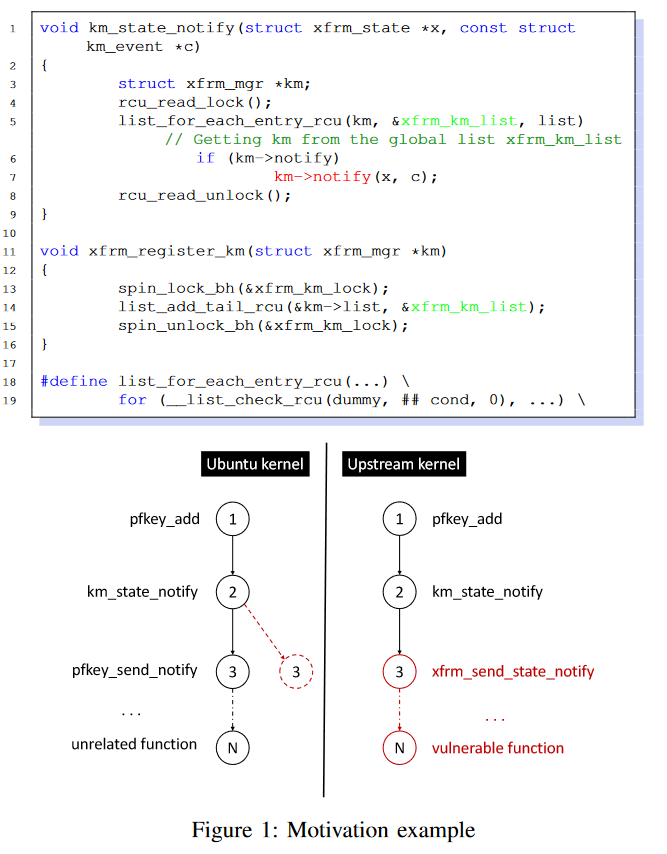 1 void km_state_notify(struct xfrm_state *x, const struct
km_event *c)
2 {
3 struct xfrm_mgr *km;
4 rcu_read_lock();
5 list_for_each_entry_rcu(km, &xfrm_km_list, list)
// Getting km from the global list xfrm_km_list
6 if (km->notify)
7 km->notify(x, c);
8 rcu_read_unlock();
9 }
10
11 void xfrm_register_km(struct xfrm_mgr *km)
12 {
13 spin_lock_bh(&xfrm_km_lock);
14 list_add_tail_rcu(&km->list, &xfrm_km_list);
15 spin_unlock_bh(&xfrm_km_lock);
16 }
17
18 #define list_for_each_entry_rcu(...) \
19 for (__list_check_rcu(dummy, ## cond, 0), ...) \
Ubuntu kernel
Upstream kernel
pfkey_add 1
1 pfkey_add
km_state_notify 2
2 km_state_notify
pfkey_send_notify 3 3
3 xfrm_send_state_notify
...
...
unrelated function N
N vulnerable function
Figure 1: Motivation example